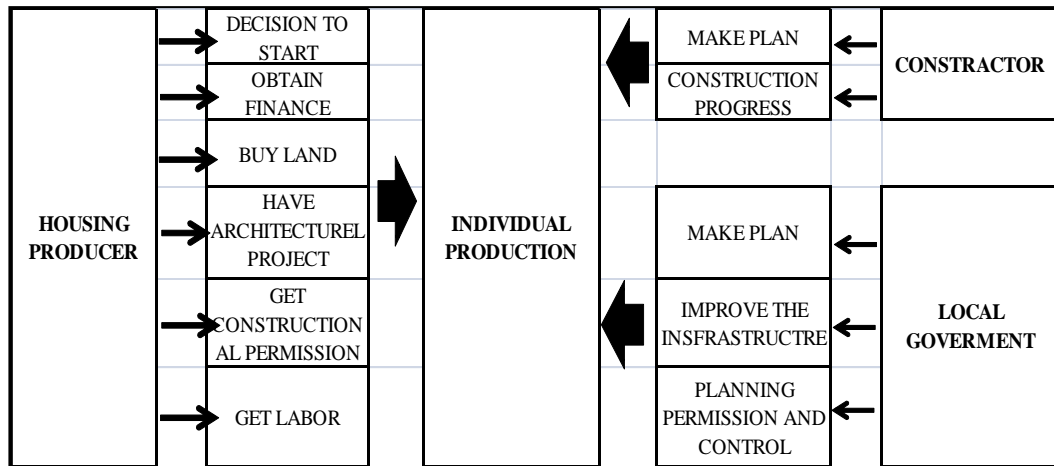 HOUSING
PRODUCER
DECISION TO
START
OBTAIN
FINANCE
BUY LAND
HAVE
ARCHITECTUREL
PROJECT
GET
CONSTRUCTION
AL PERMISSION
GET LABOR
INDIVIDUAL
PRODUCTION
MAKE PLAN
CONSTRUCTION
PROGRESS
CONSTRACTOR
MAKE PLAN
IMPROVE THE
INSFRASTRUCTRE
PLANNING
PERMISSION AND
CONTROL
LOCAL
GOVERMENT